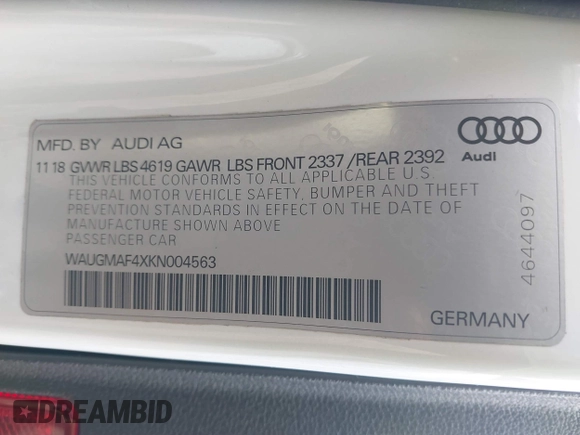 MFD. BY AUDI AG
11 18 GVWR LBS 4619 GAWR LBS FRONT 2337 /REAR 2392
THIS VEHICLE CONFORMS TO ALL APPLICABLE U.S.
FEDERAL MOTOR VEHICLE SAFETY, BUMPER AND THEFT
PREVENTION STANDARDS IN EFFECT ON THE DATE OF
MANUFACTURE SHOWN ABOVE
PASSENGER CAR
WAUGMAF4XKN004563
Audi
4644097
GERMANY
DREAMBID